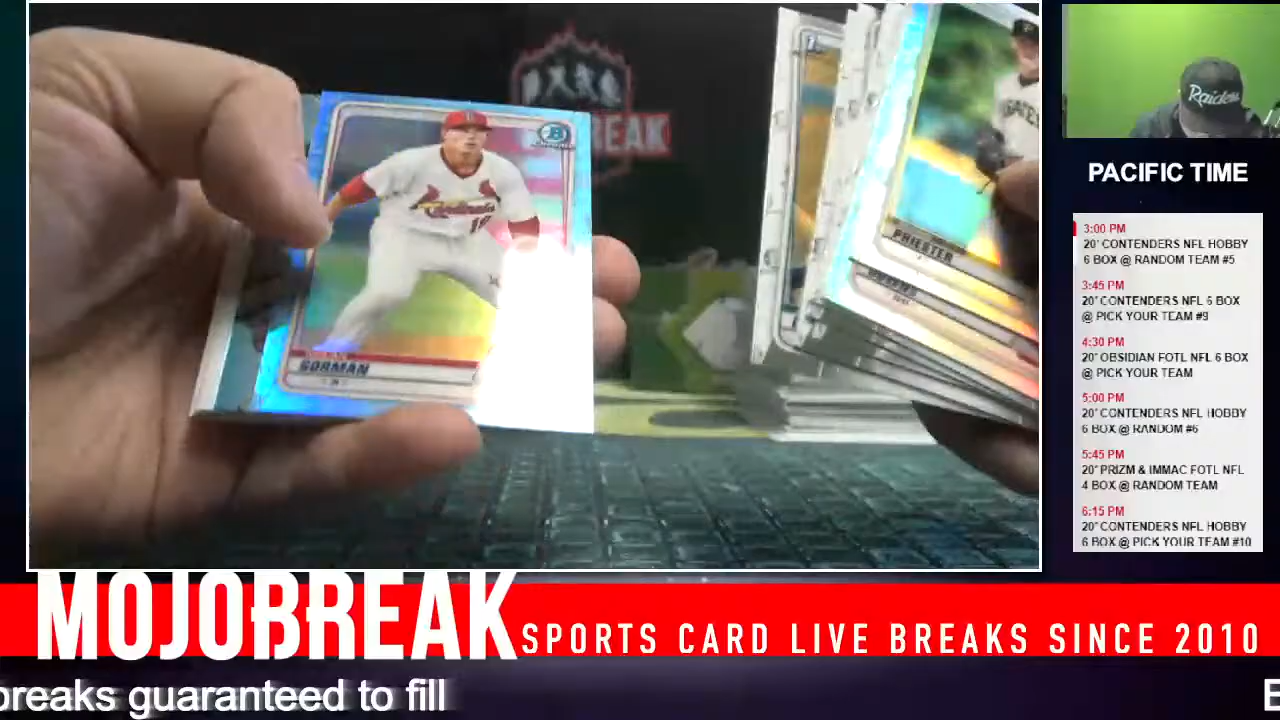 BREAK
Raiders
Cardinals
GORMAN
PRIESTER
PACIFIC TIME
3:00 PM
20' CONTENDERS NFL HOBBY
6 BOX @ RANDOM TEAM #5
3:45 PM
20' CONTENDERS NFL 6 BOX
@ PICK YOUR TEAM #9
4:30 PM
20' OBSIDIAN FOTL NFL 6 BOX
@ PICK YOUR TEAM
5:00 PM
20' CONTENDERS NFL HOBBY
6 BOX @ RANDOM #6
5:45 PM
20' PRIZM & IMMAC FOTL NFL
4 BOX @ RANDOM TEAM
6:15 PM
20' CONTENDERS NFL HOBBY
6 BOX @ PICK YOUR TEAM #10
MOJOBREAK
SPORTS CARD LIVE BREAKS SINCE 2010
breaks guaranteed to fill